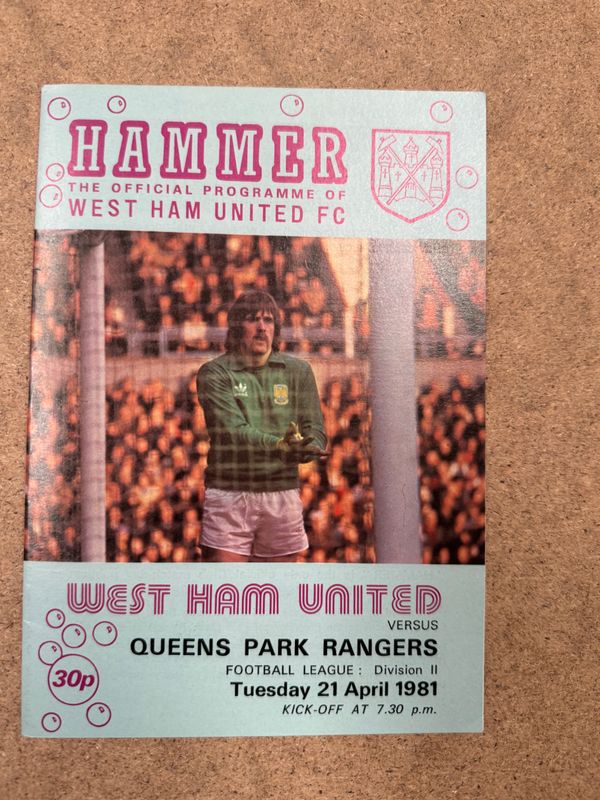 HAMMER
THE OFFICIAL PROGRAMME OF
WEST HAM UNITED FC
WEST HAM UNITED
VERSUS
QUEENS PARK RANGERS
FOOTBALL LEAGUE : Division II
Tuesday 21 April 1981
KICK-OFF AT 7.30 p.m.
30p